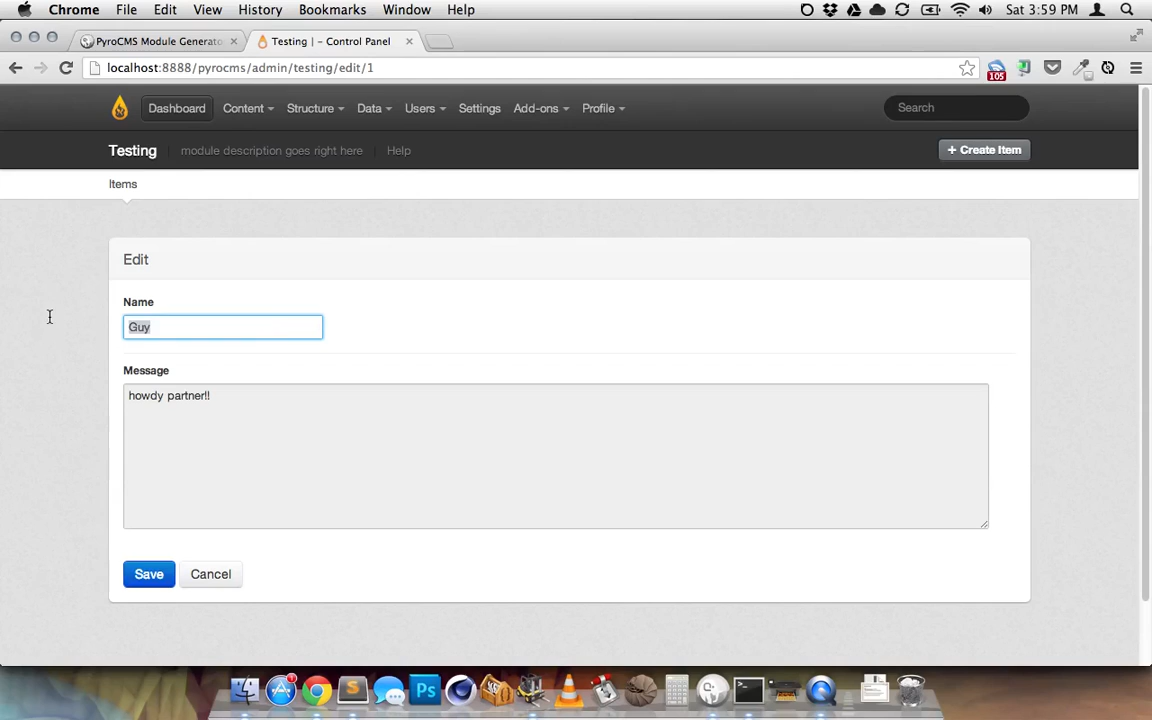 Chrome File Edit View History Bookmarks Window Help Sat 3:59 PM
PyroCMS Module Generato Testing | – Control Panel
localhost:8888/pyrocms/admin/testing/edit/1 105
Dashboard Content Structure Data Users Settings Add-ons Profile Search
Testing module description goes right here Help + Create Item
Items
Edit
Name
Guy
Message
howdy partner!!
Save Cancel